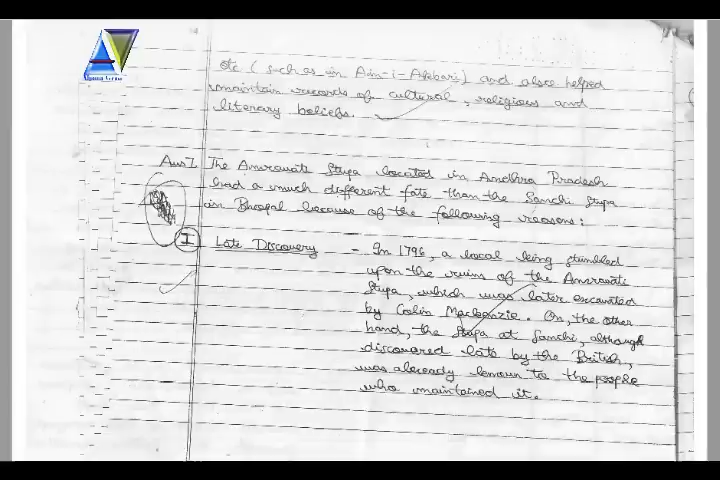 etc (such as in Ain-i-Akbari) and also helped
maintain records of cultural, religious and
literary beliefs.
Ans 7 The Amravati Stupa located in Andhra Pradesh
had a much different fate than the Sanchi Stupa
in Bhopal because of the following reasons:
I Late Discovery - In 1796, a local king stumbled
upon the ruins of the Amravati
Stupa, which was later excavated
by Colin Mackenzie. On, the other
hand, the Stupa at Sanchi, although
discovered late by the British,
was already known to the people
who maintained it.